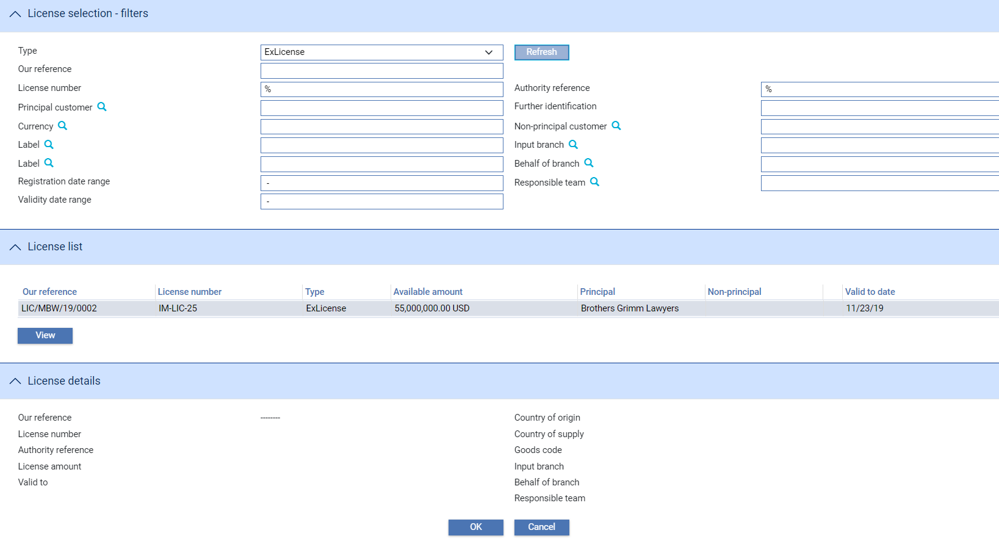 License selection - filters
Type ExLicense Refresh
Our reference
License number % Authority reference %
Principal customer Further identification
Currency Non-principal customer
Label Input branch
Label Behalf of branch
Registration date range - Responsible team
Validity date range -
License list
Our reference License number Type Available amount Principal Non-principal Valid to date
LIC/MBW/19/0002 IM-LIC-25 ExLicense 55,000,000.00 USD Brothers Grimm Lawyers 11/23/19
View
License details
Our reference -------- Country of origin
License number Country of supply
Authority reference Goods code
License amount Input branch
Valid to Behalf of branch
Responsible team
OK Cancel